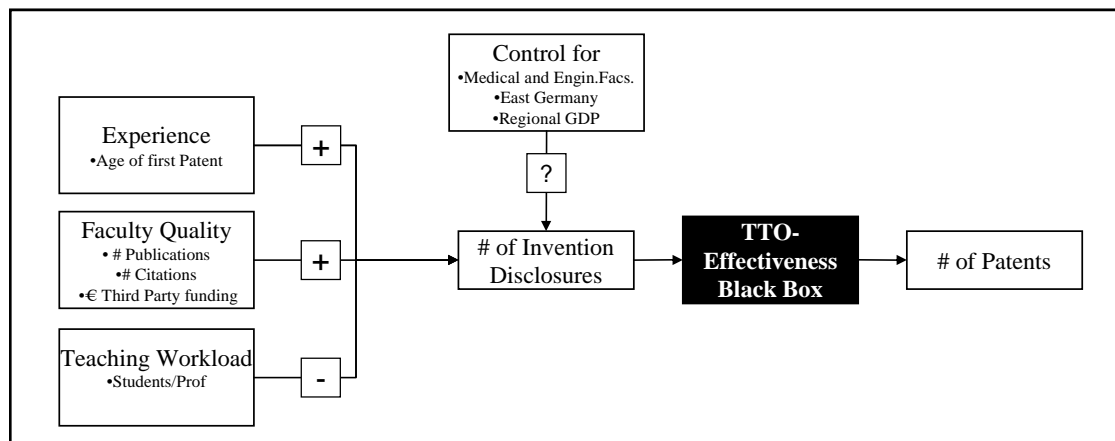 Control for
•Medical and Engin.Facs.
•East Germany
•Regional GDP
?
Experience
•Age of first Patent
+
Faculty Quality
• # Publications
•# Citations
•€ Third Party funding
+
Teaching Workload
•Students/Prof
-
# of Invention
Disclosures
TTO-
Effectiveness
Black Box
# of Patents